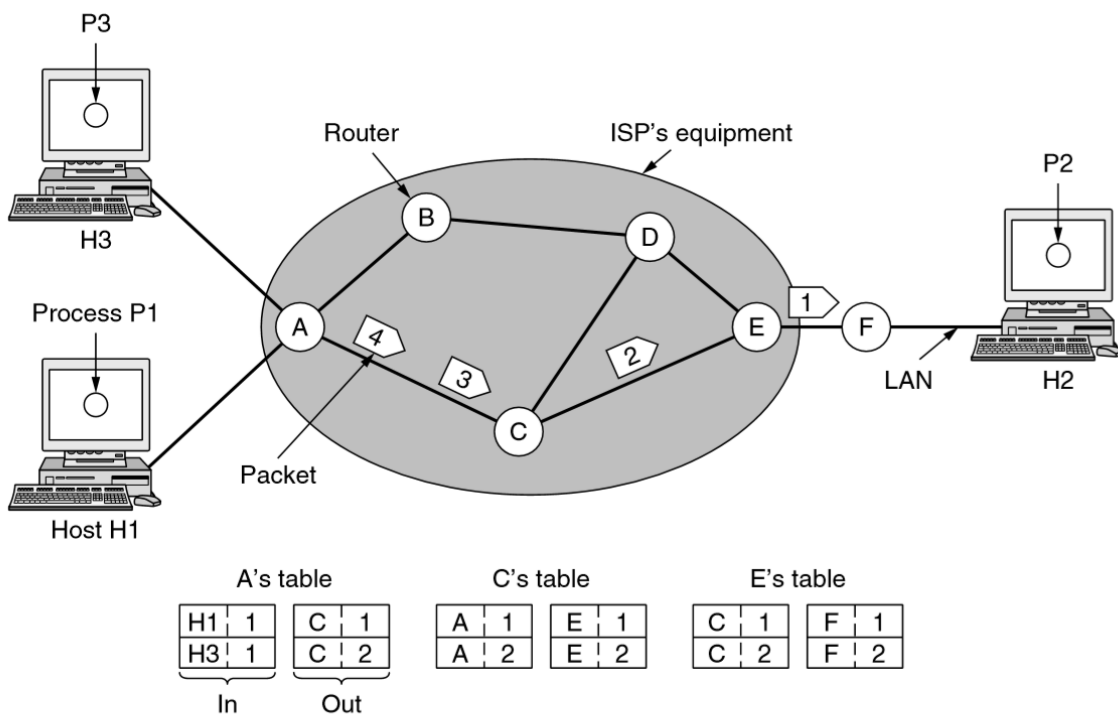 P3
Router
ISP's equipment
P2
H3
B
D
Process P1
A
4
3
2
1
E
F
LAN
H2
C
Packet
Host H1
A's table
C's table
E's table
H1 1 C 1 A 1 E 1 C 1 F 1
H3 1 C 2 A 2 E 2 C 2 F 2
In Out